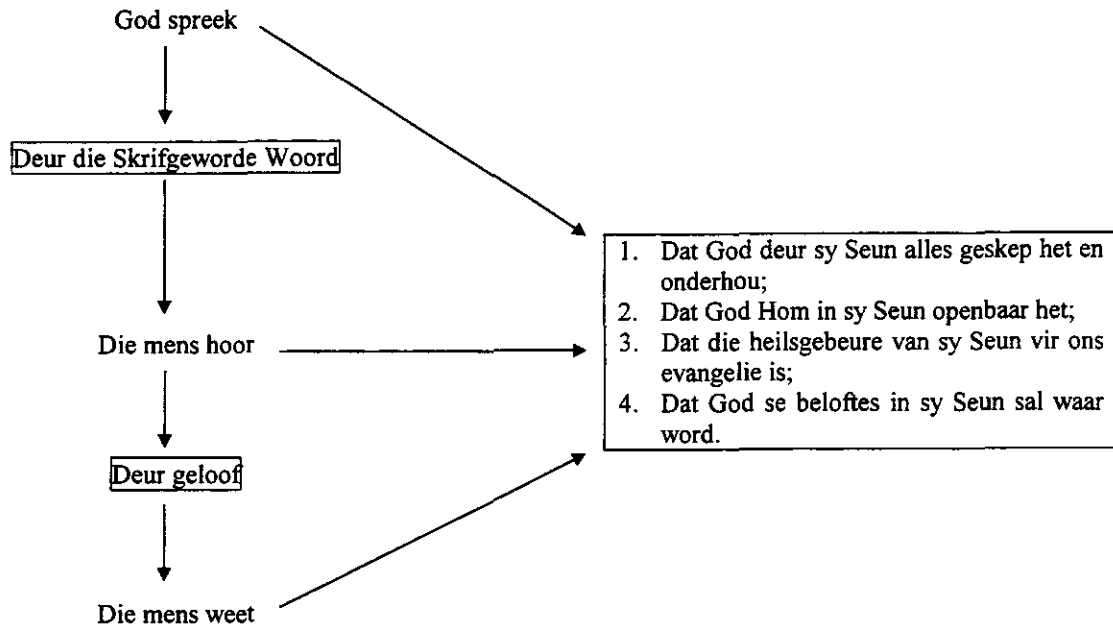 God spreek
Deur die Skrifgeworde Woord
Die mens hoor
Deur geloof
Die mens weet
1. Dat God deur sy Seun alles geskep het en
onderhou;
2. Dat God Hom in sy Seun openbaar het;
3. Dat die heilsgebeure van sy Seun vir ons
evangelie is;
4. Dat God se beloftes in sy Seun sal waar
word.